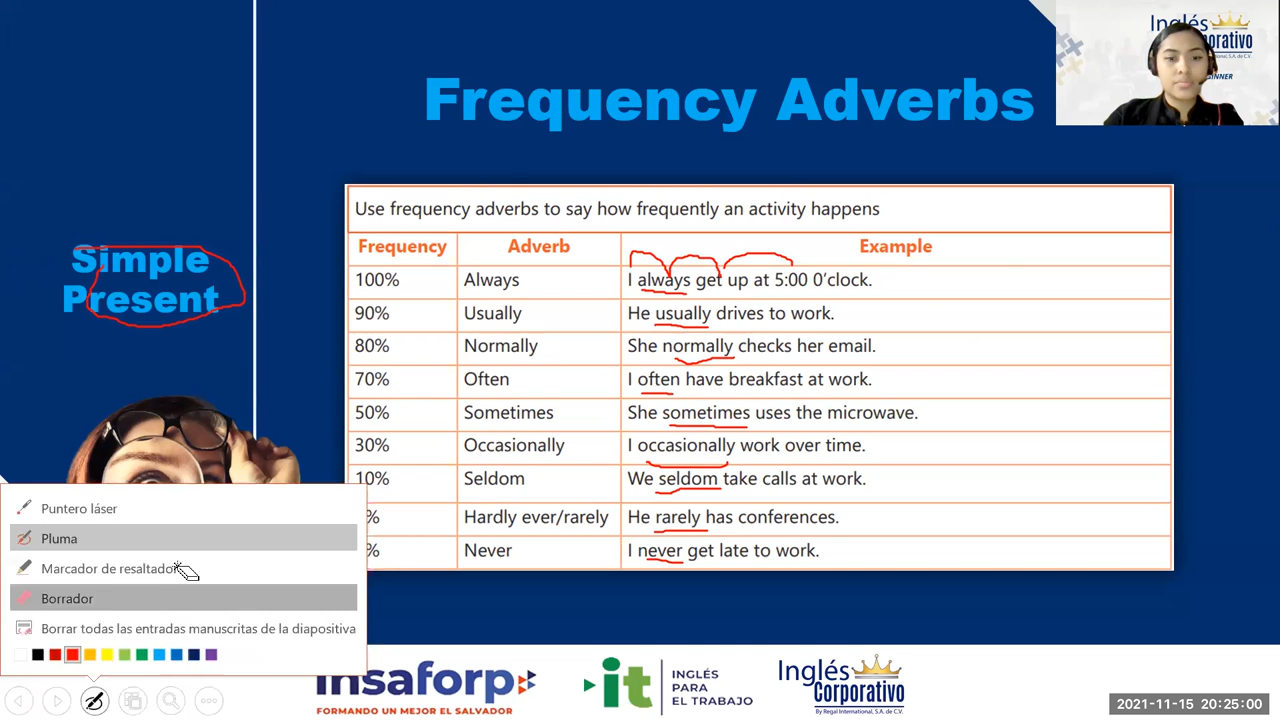 Inglés
Corporativo
BEGINNER
Frequency Adverbs
Simple
Present
Use frequency adverbs to say how frequently an activity happens
Frequency Adverb Example
100% Always I always get up at 5:00 0’clock.
90% Usually He usually drives to work.
80% Normally She normally checks her email.
70% Often I often have breakfast at work.
50% Sometimes She sometimes uses the microwave.
30% Occasionally I occasionally work over time.
10% Seldom We seldom take calls at work.
% Hardly ever/rarely He rarely has conferences.
% Never I never get late to work.
Puntero láser
Pluma
Marcador de resaltado
Borrador
Borrar todas las entradas manuscritas de la diapositiva
insaforp
FORMANDO UN MEJOR EL SALVADOR
it
INGLÉS
PARA
EL TRABAJO
Inglés
Corporativo
By Regal International, S.A. de C.V.
2021-11-15 20:25:00